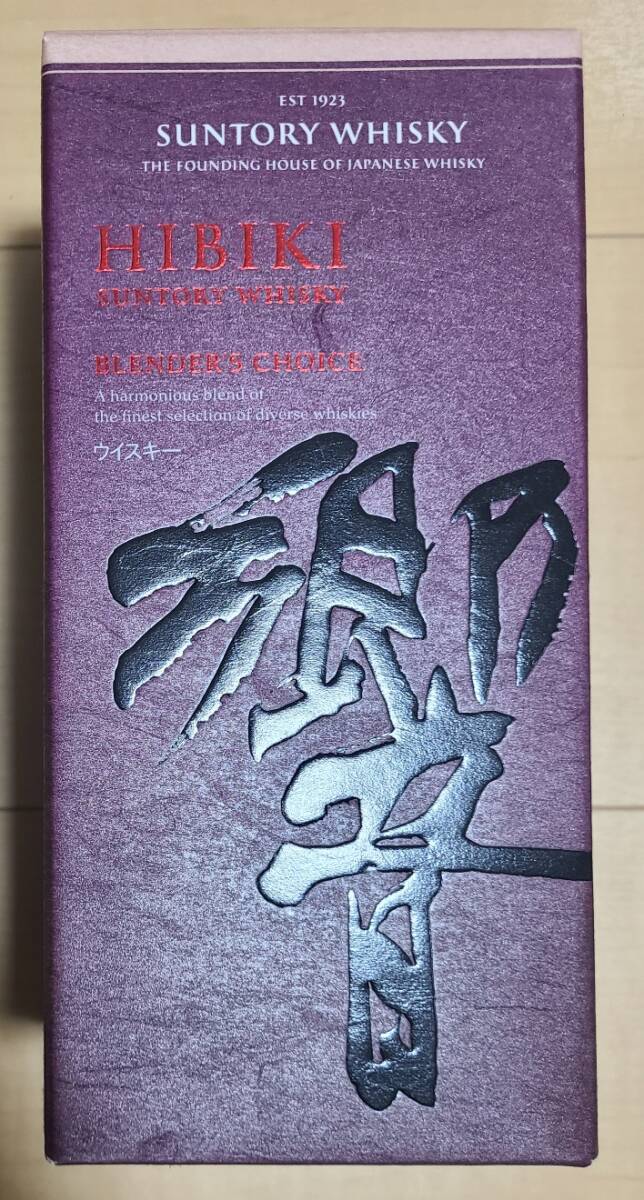 EST 1923
SUNTORY WHISKY
THE FOUNDING HOUSE OF JAPANESE WHISKY
HIBIKI
SUNTORY WHISKY
BLENDER'S CHOICE
A harmonious blend of
the finest selection of diverse whiskies
ウイスキー
響